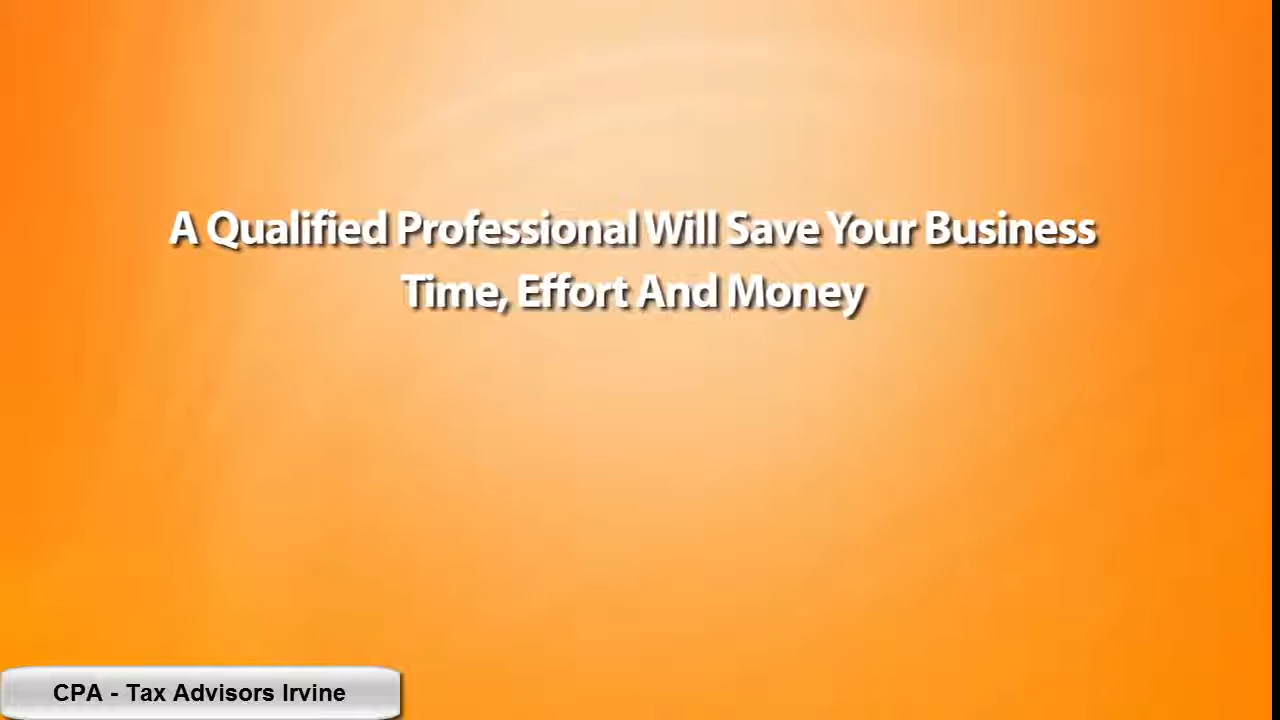 A Qualified Professional Will Save Your Business
Time, Effort And Money
CPA - Tax Advisors Irvine